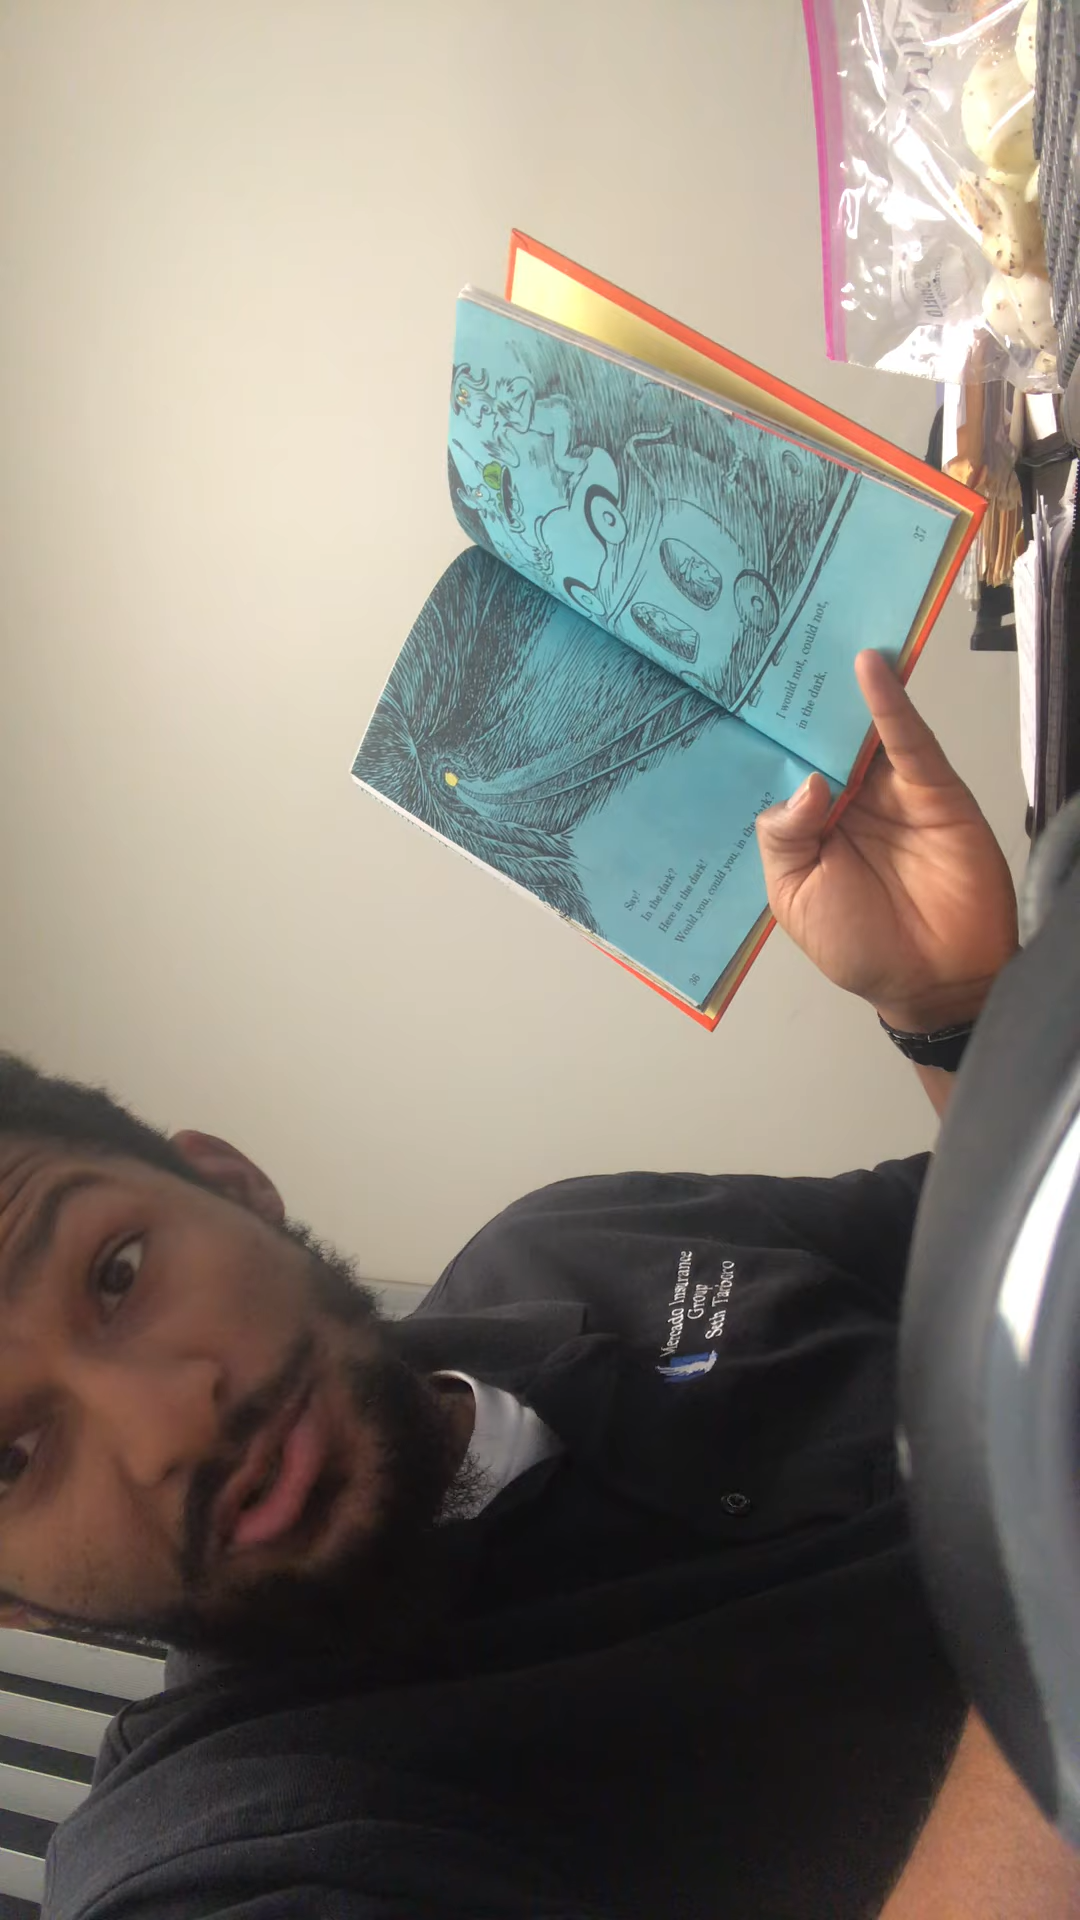 36
Say!
In the dark?
Here in the dark!
Would you, could you, in the dark?
37
I would not, could not,
in the dark.
Mercado Insurance
Group
Seth Tarboro